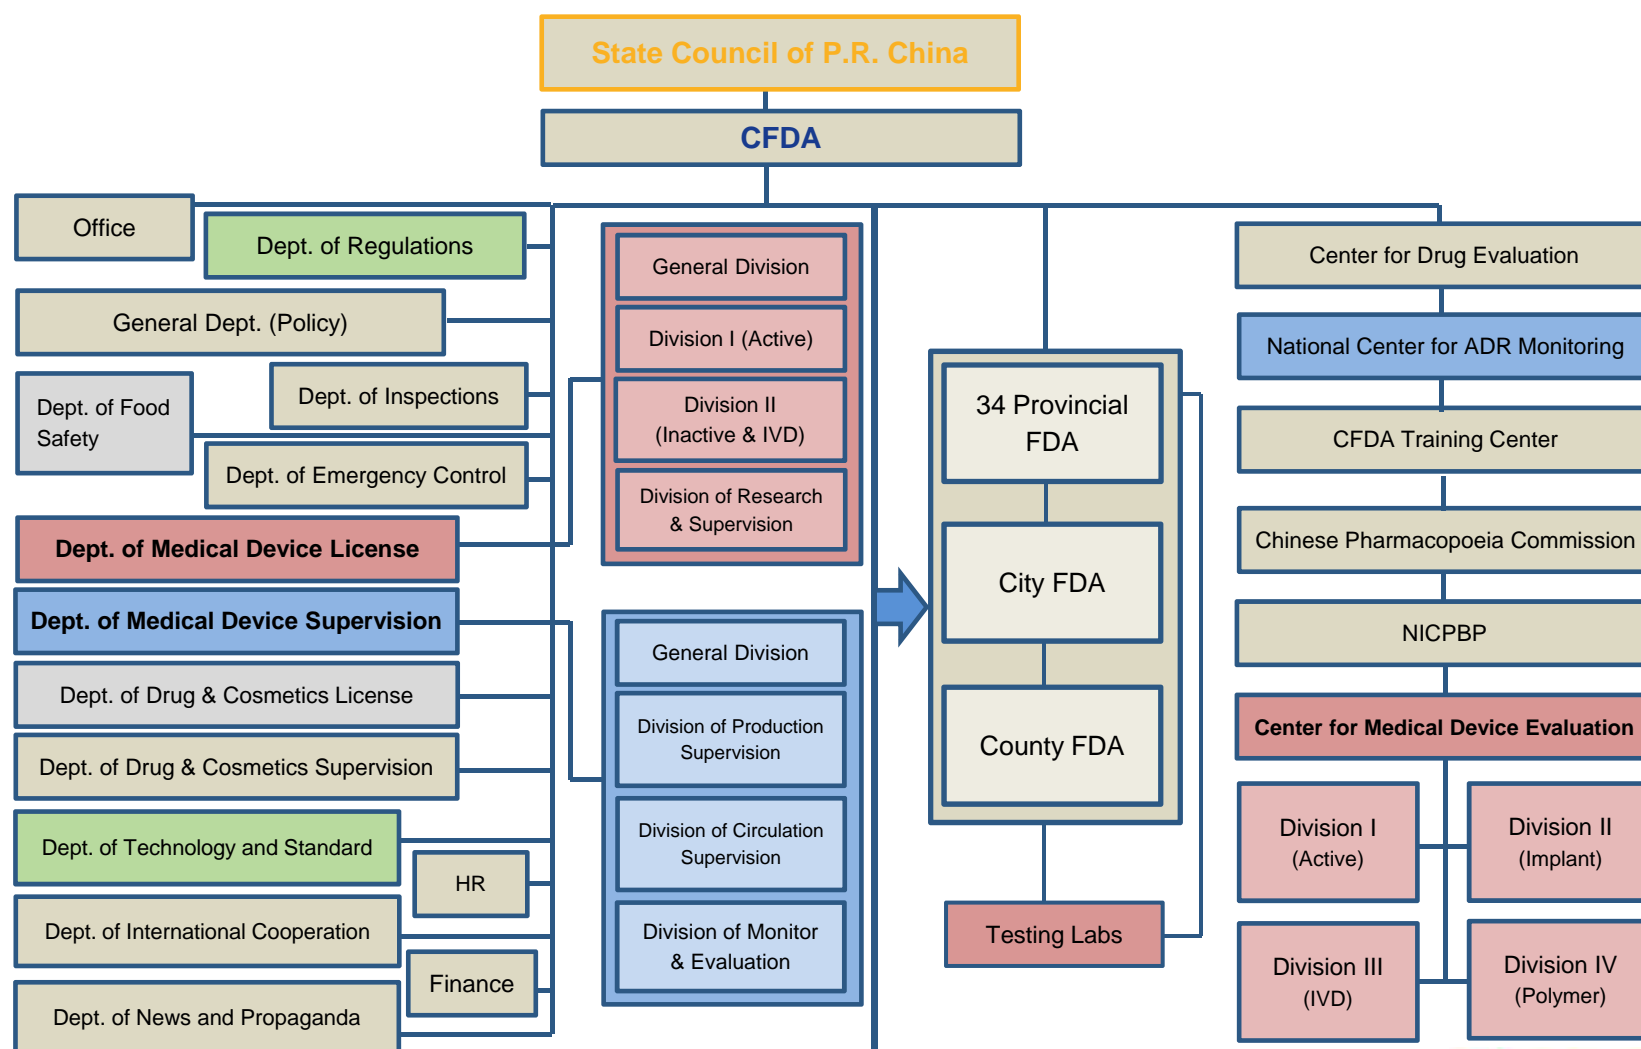 State Council of P.R. China
CFDA
Office
Dept. of Regulations
General Dept. (Policy)
Dept. of Inspections
Dept. of Food
Safety
Dept. of Emergency Control
Dept. of Medical Device License
Dept. of Medical Device Supervision
Dept. of Drug & Cosmetics License
Dept. of Drug & Cosmetics Supervision
Dept. of Technology and Standard
HR
Dept. of International Cooperation
Finance
Dept. of News and Propaganda
General Division
Division I (Active)
Division II
(Inactive & IVD)
Division of Research
& Supervision
General Division
Division of Production
Supervision
Division of Circulation
Supervision
Division of Monitor
& Evaluation
34 Provincial
FDA
City FDA
County FDA
Testing Labs
Center for Drug Evaluation
National Center for ADR Monitoring
CFDA Training Center
Chinese Pharmacopoeia Commission
NICPBP
Center for Medical Device Evaluation
Division I
(Active)
Division II
(Implant)
Division III
(IVD)
Division IV
(Polymer)